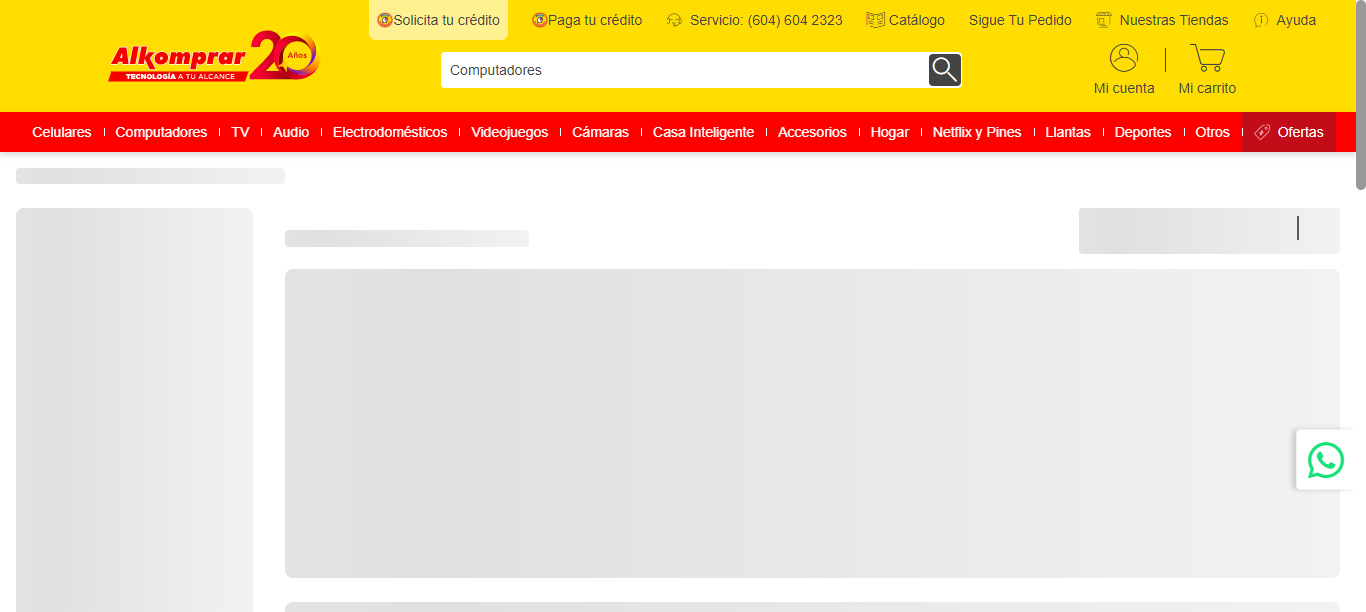 Solicita tu crédito
Paga tu crédito
Servicio: (604) 604 2323
Catálogo
Sigue Tu Pedido
Nuestras Tiendas
Ayuda
Alkomprar 20 Años
TECNOLOGÍA A TU ALCANCE
Computadores
Mi cuenta
Mi carrito
Celulares
Computadores
TV
Audio
Electrodomésticos
Videojuegos
Cámaras
Casa Inteligente
Accesorios
Hogar
Netflix y Pines
Llantas
Deportes
Otros
Ofertas